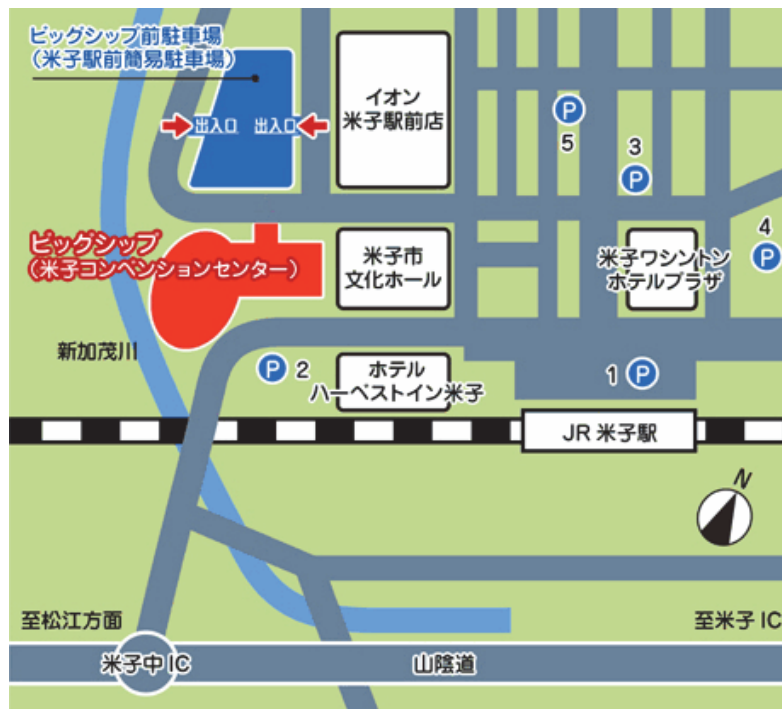 ビッグシップ前駐車場
（米子駅前簡易駐車場）
出入口
出入口
イオン
米子駅前店
P
5
3
P
4
P
ビッグシップ
（米子コンベンションセンター）
米子市
文化ホール
米子ワシントン
ホテルプラザ
新加茂川
P 2
ホテル
ハーベストイン米子
1 P
JR 米子駅
N
至松江方面
至米子 IC
米子中 IC
山陰道